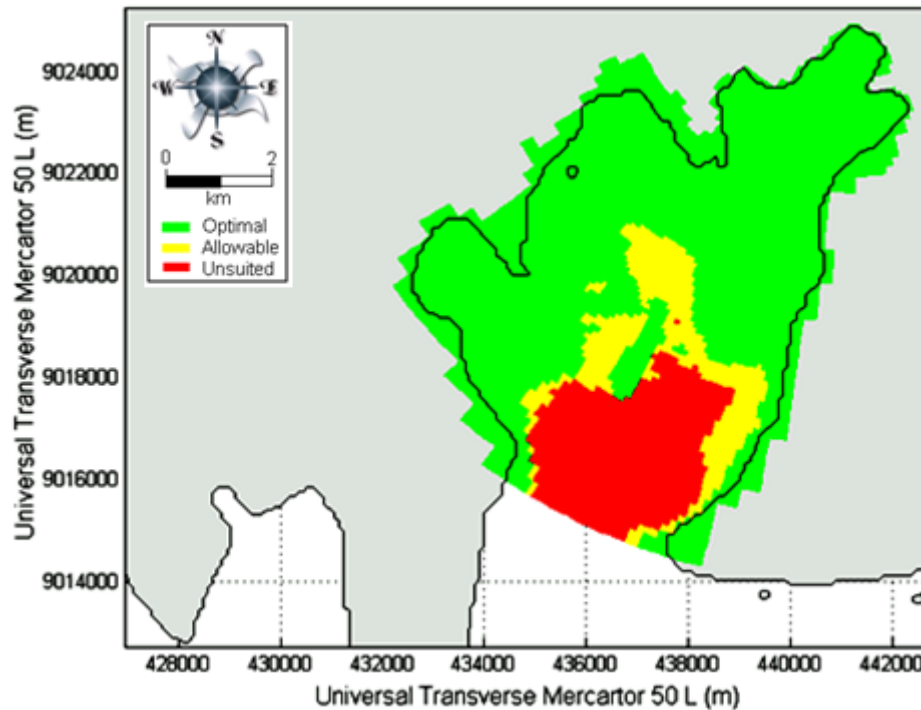 N
W E
S
0 2
km
Optimal
Allowable
Unsuited
9024000
9022000
9020000
9018000
9016000
9014000
Universal Transverse Mercartor 50 L (m)
428000 430000 432000 434000 436000 438000 440000 442000
Universal Transverse Mercartor 50 L (m)